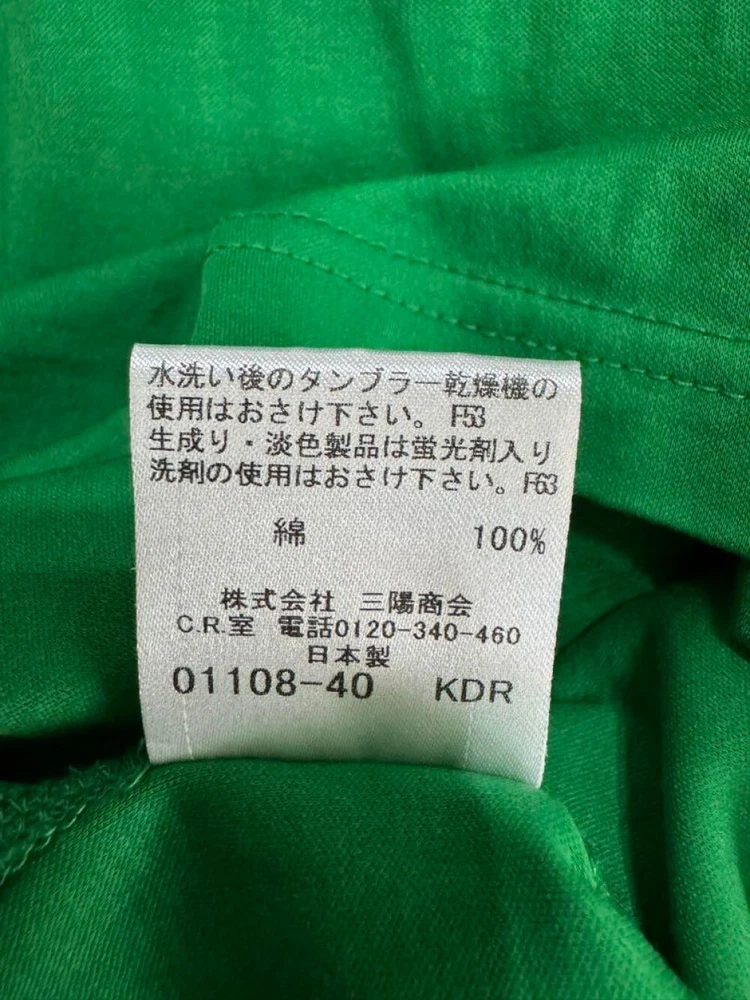 水洗い後のタンブラー乾燥機の
使用はおさけ下さい。 F53
生成り・淡色製品は蛍光剤入り
洗剤の使用はおさけ下さい。F63
綿 100%
株式会社 三陽商会
C.R.室 電話0120-340-460
日本製
01108-40 KDR